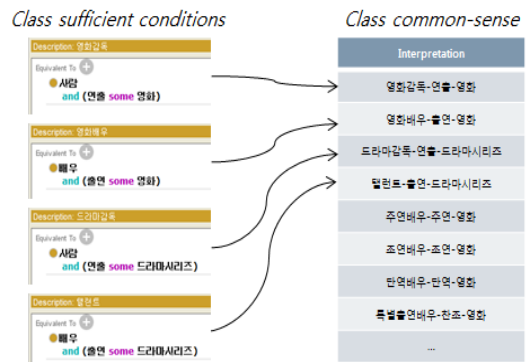 Class sufficient conditions
Description: 영화감독
Equivalent To
사람
and (연출 some 영화)
Description: 영화배우
Equivalent To
배우
and (출연 some 영화)
Description: 드라마감독
Equivalent To
사람
and (연출 some 드라마시리즈)
Description: 탤런트
Equivalent To
배우
and (출연 some 드라마시리즈)
Class common-sense
Interpretation
영화감독-연출-영화
영화배우-출연-영화
드라마감독-연출-드라마시리즈
탤런트-출연-드라마시리즈
주연배우-주연-영화
조연배우-조연-영화
단역배우-단역-영화
특별출연배우-찬조-영화
...